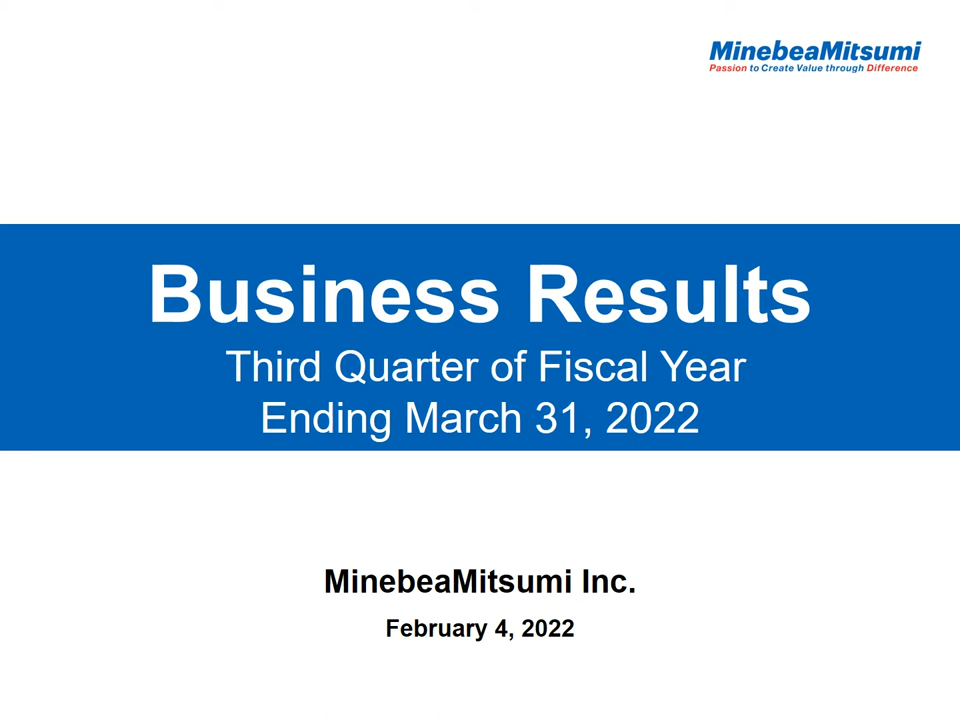 MinebeaMitsumi
Passion to Create Value through Difference
Business Results
Third Quarter of Fiscal Year
Ending March 31, 2022
MinebeaMitsumi Inc.
February 4, 2022